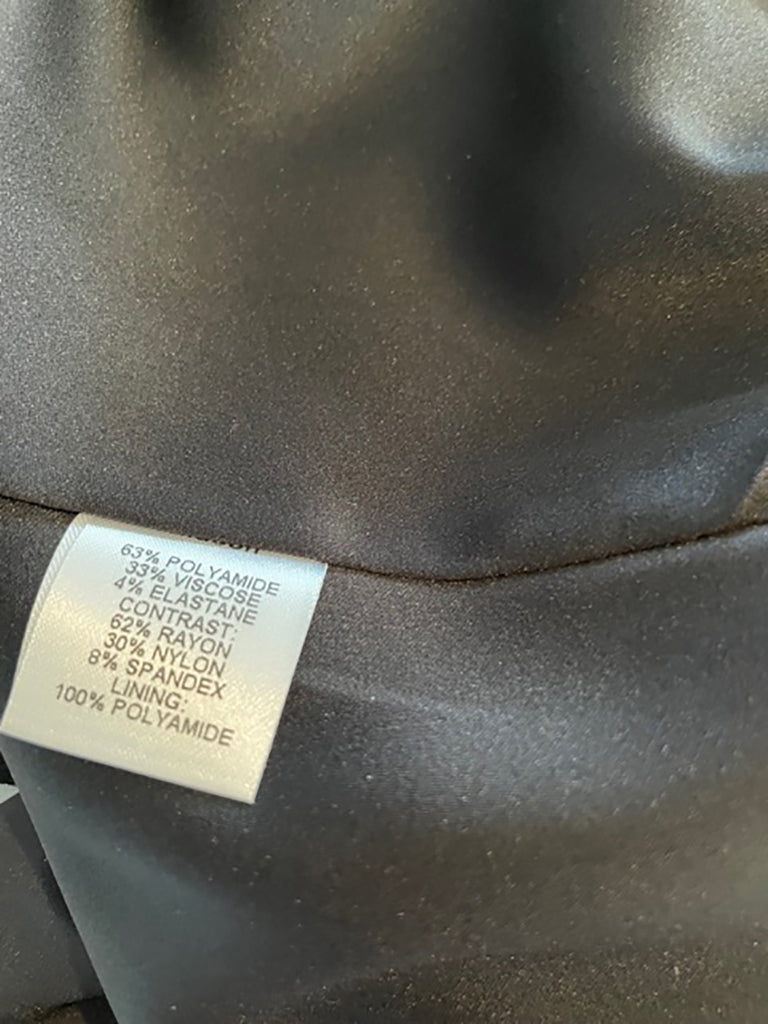 63% POLYAMIDE
33% VISCOSE
4% ELASTANE
CONTRAST:
62% RAYON
30% NYLON
8% SPANDEX
LINING:
100% POLYAMIDE